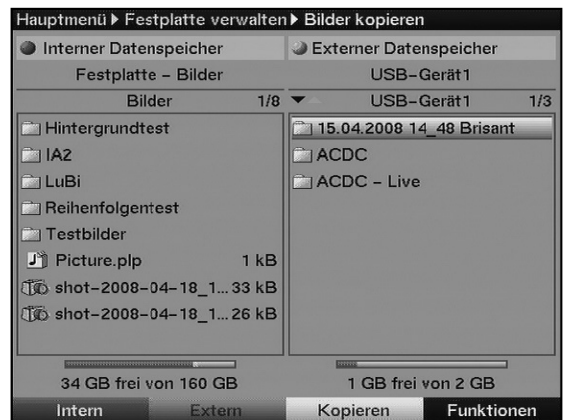 Hauptmenü ▶ Festplatte verwalten ▶ Bilder kopieren
Interner Datenspeicher
Festplatte – Bilder
Bilder 1/8
Hintergrundtest
IA2
LuBi
Reihenfolgentest
Testbilder
Picture.plp 1 kB
shot-2008-04-18_1... 33 kB
shot-2008-04-18_1... 26 kB
34 GB frei von 160 GB
Externer Datenspeicher
USB-Gerät1
USB-Gerät1 1/3
15.04.2008 14_48 Brisant
ACDC
ACDC – Live
1 GB frei von 2 GB
Intern Extern Kopieren Funktionen